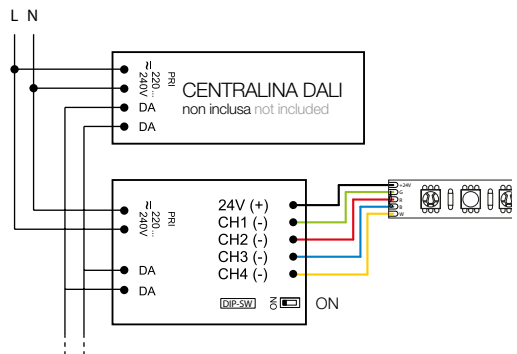 L N
≂ 220... 240V
PRI
DA
DA
CENTRALINA DALI
non inclusa not included
≂ 220... 240V
PRI
DA
DA
24V (+)
CH1 (-)
CH2 (-)
CH3 (-)
CH4 (-)
DIP-SW
ON
ON
+24V
G
R
B
W